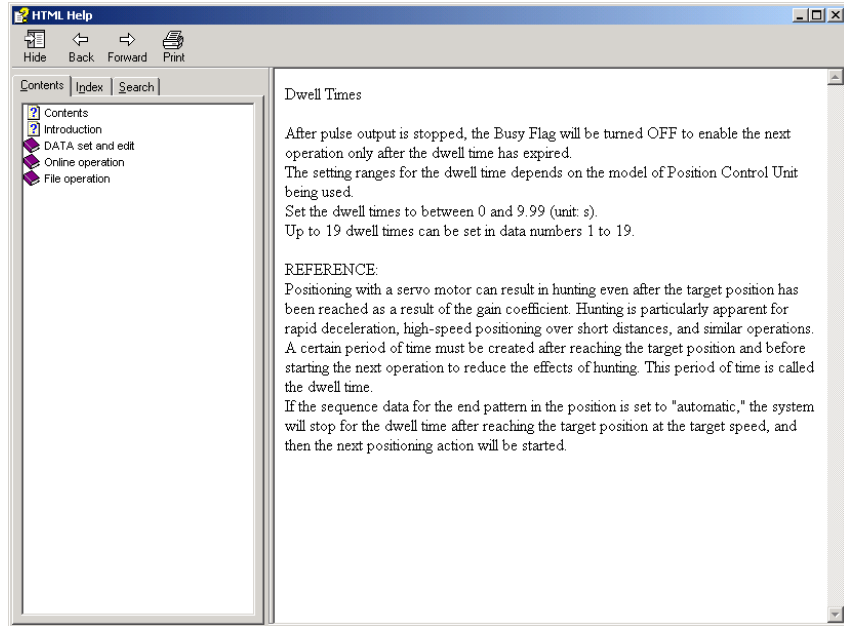 HTML Help
Hide Back Forward Print
Contents Index Search
Contents
Introduction
DATA set and edit
Online operation
File operation
Dwell Times
After pulse output is stopped, the Busy Flag will be turned OFF to enable the next
operation only after the dwell time has expired.
The setting ranges for the dwell time depends on the model of Position Control Unit
being used.
Set the dwell times to between 0 and 9.99 (unit: s).
Up to 19 dwell times can be set in data numbers 1 to 19.
REFERENCE:
Positioning with a servo motor can result in hunting even after the target position has
been reached as a result of the gain coefficient. Hunting is particularly apparent for
rapid deceleration, high-speed positioning over short distances, and similar operations.
A certain period of time must be created after reaching the target position and before
starting the next operation to reduce the effects of hunting. This period of time is called
the dwell time.
If the sequence data for the end pattern in the position is set to "automatic," the system
will stop for the dwell time after reaching the target position at the target speed, and
then the next positioning action will be started.